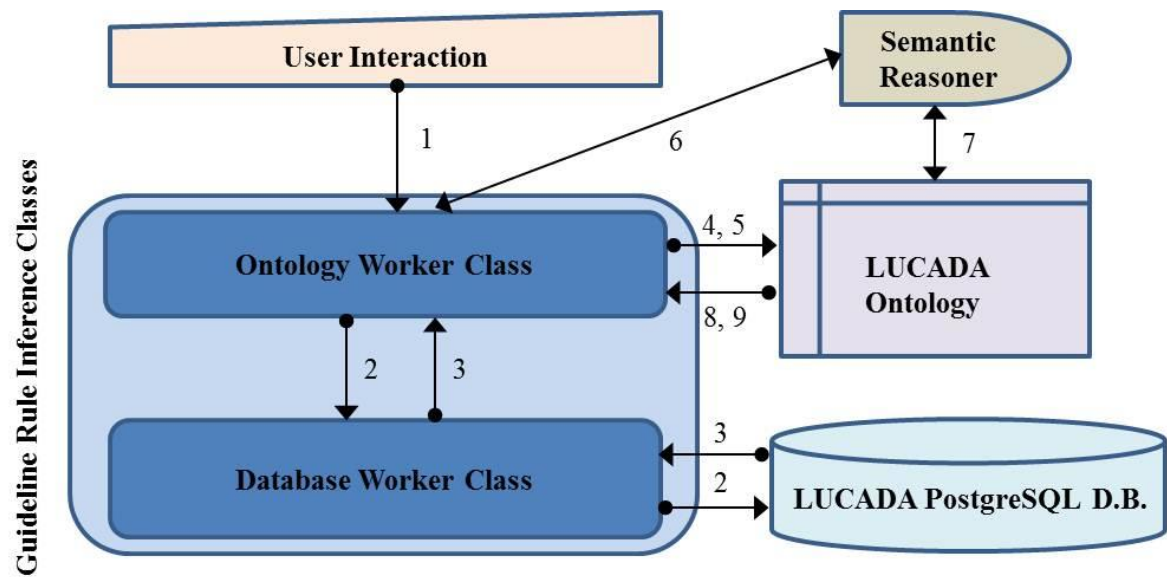 User Interaction
Semantic
Reasoner
1
6
7
Guideline Rule Inference Classes
Ontology Worker Class
4, 5
8, 9
LUCADA
Ontology
2
3
Database Worker Class
3
2
LUCADA PostgreSQL D.B.